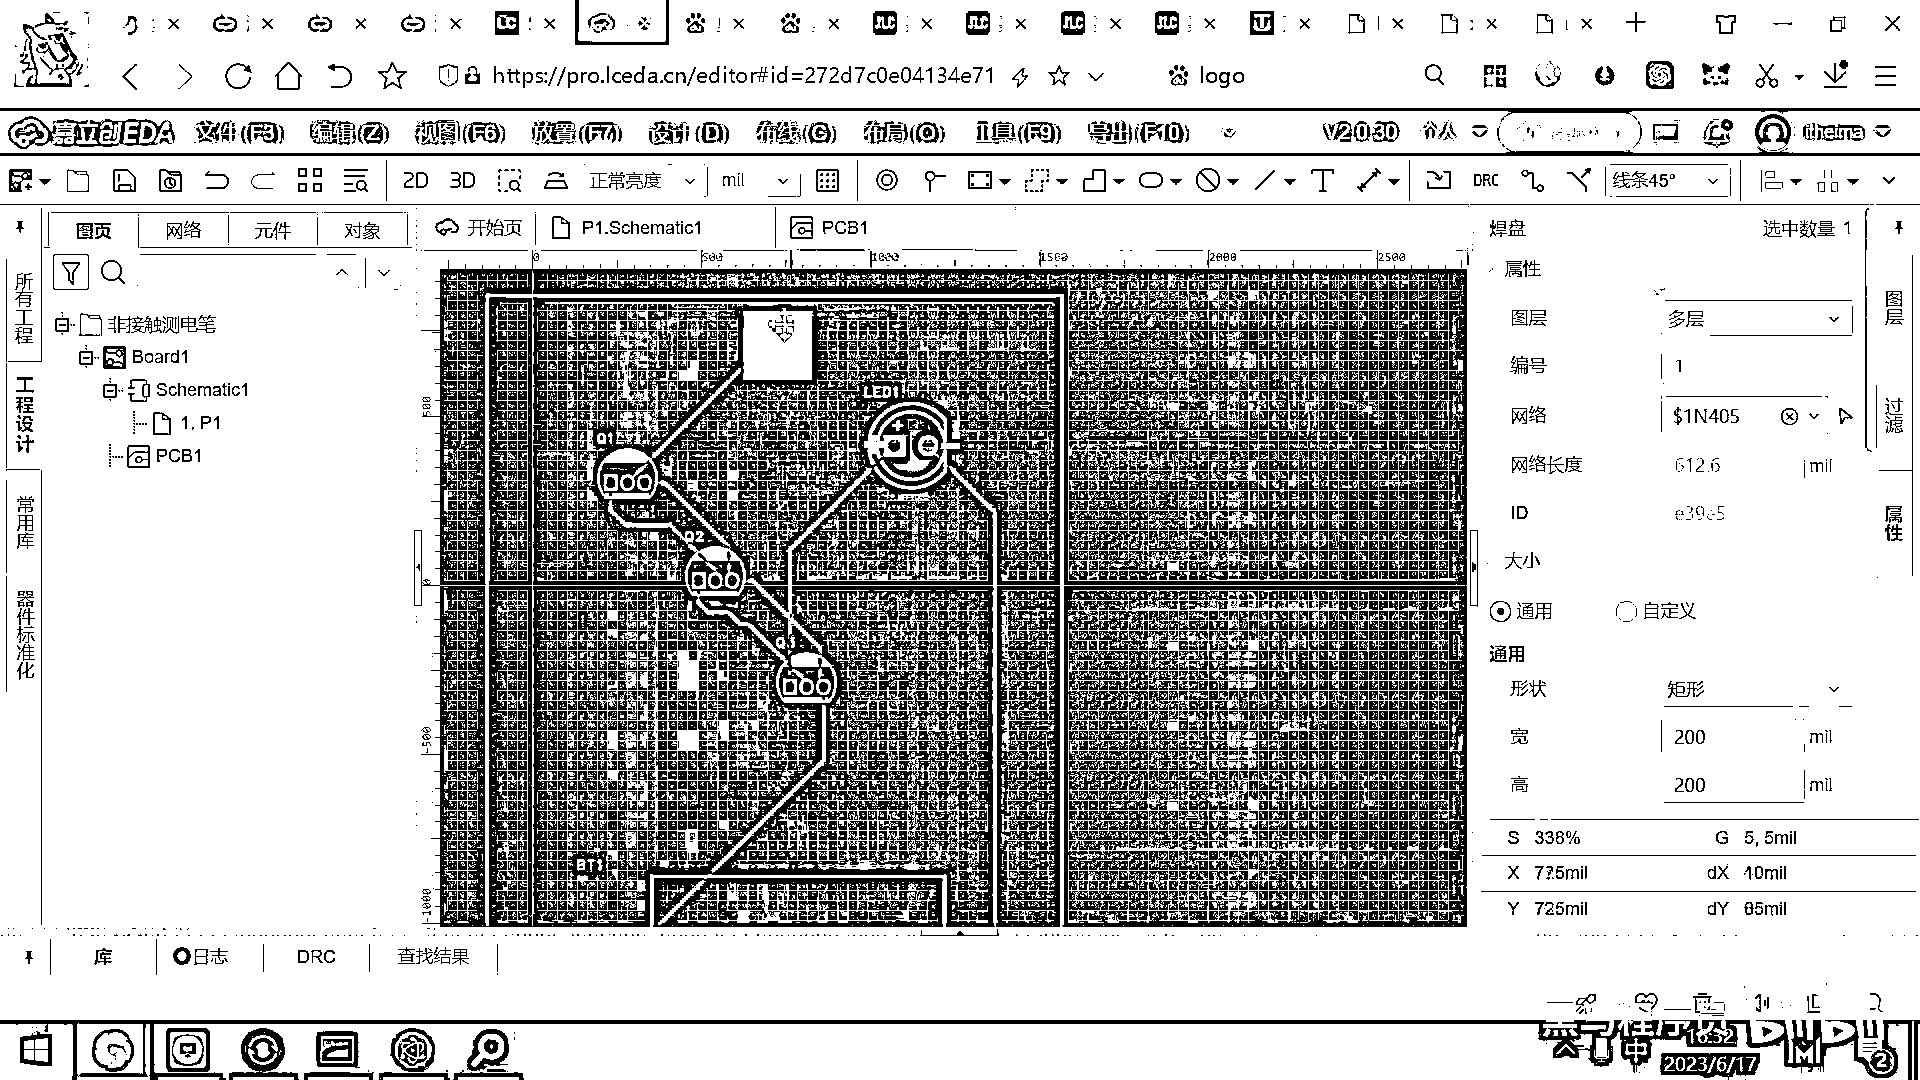 https://pro.lceda.cn/editor#id=272d7c0e04134e71
logo
嘉立创EDA 文件(F3) 编辑(Z) 视图(F6) 放置(F7) 设计(D) 布线(G) 布局(Q) 工具(F9) 导出(F10) V2.0.30 个人
2D 3D 正常亮度 mil DRC 线条45°
图页 网络 元件 对象
开始页 P1.Schematic1 PCB1
焊盘 选中数量 1
所有工程
工程设计
常用库
器件标准化
非接触测电笔
Board1
Schematic1
1. P1
PCB1
500 1000 1500 2000 2500
LED1
Q1
Q2
BT1
属性
图层 多层
编号 1
网络 $1N405
网络长度 612.6 mil
ID
大小
通用 自定义
通用
形状 矩形
宽 200 mil
高 200 mil
S 338% G 5, 5mil
X 775mil dX 10mil
Y 725mil dY
图层
过滤
属性
库 日志 DRC 查找结果
中
2023/6/17
2